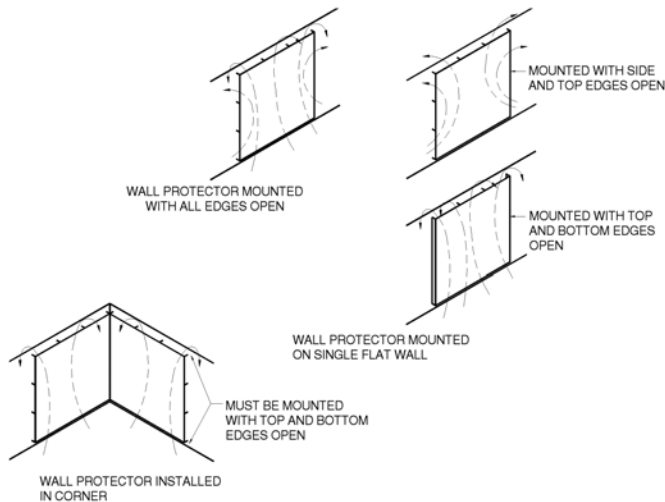 MOUNTED WITH SIDE
AND TOP EDGES OPEN
WALL PROTECTOR MOUNTED
WITH ALL EDGES OPEN
MOUNTED WITH TOP
AND BOTTOM EDGES
OPEN
WALL PROTECTOR MOUNTED
ON SINGLE FLAT WALL
MUST BE MOUNTED
WITH TOP AND BOTTOM
EDGES OPEN
WALL PROTECTOR INSTALLED
IN CORNER